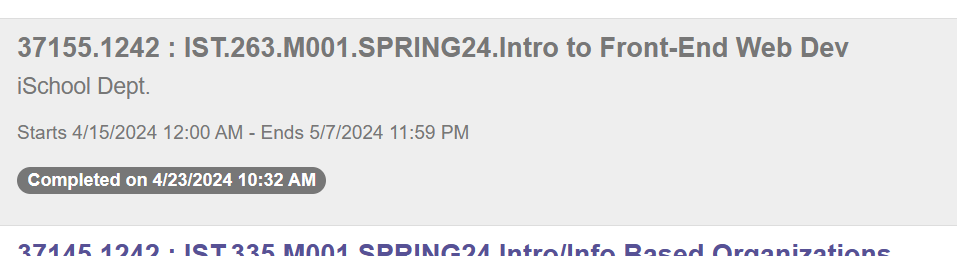 37155.1242 : IST.263.M001.SPRING24.Intro to Front-End Web Dev
iSchool Dept.
Starts 4/15/2024 12:00 AM - Ends 5/7/2024 11:59 PM
Completed on 4/23/2024 10:32 AM
37145.1242 : IST.335.M001.SPRING24.Intro/Info Based Organizations